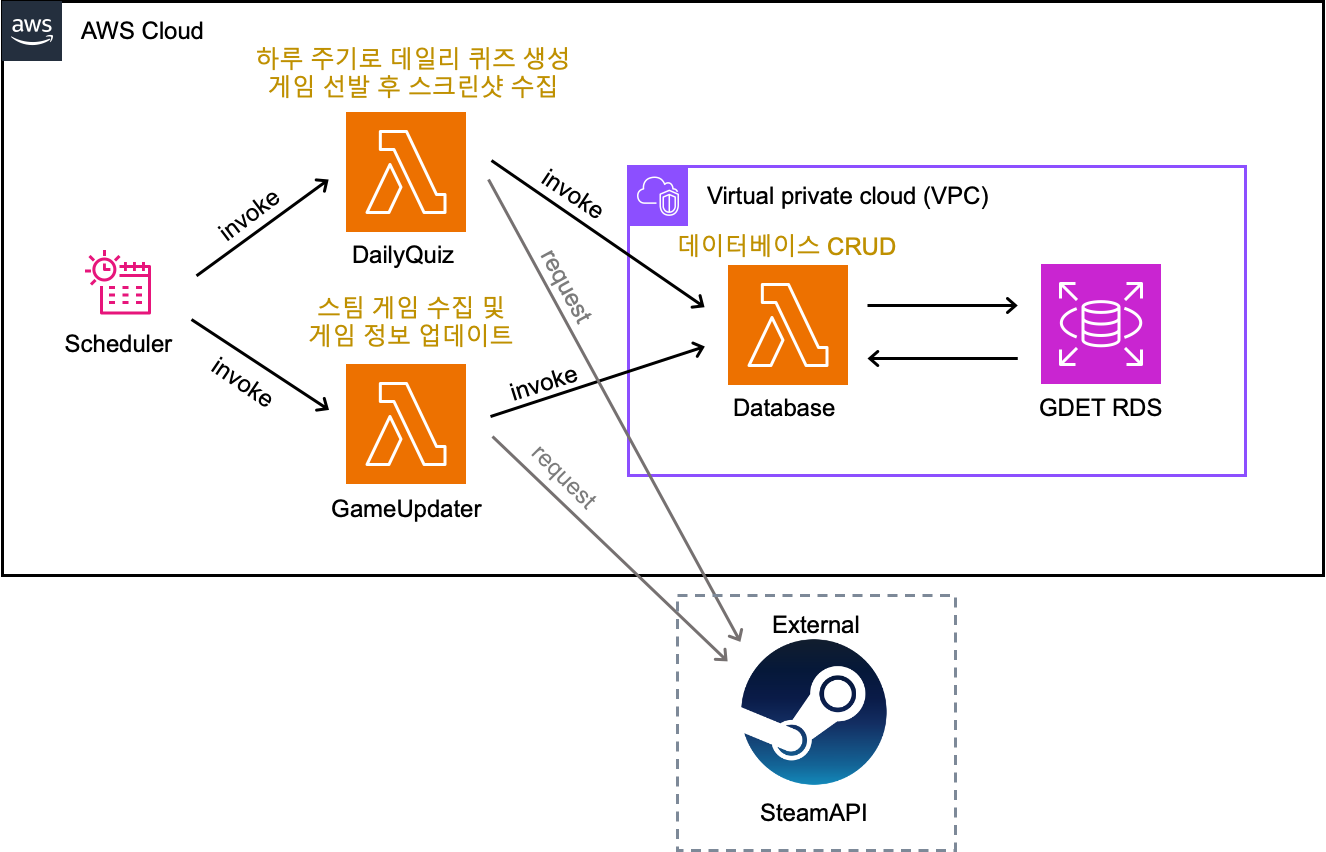 aws
AWS Cloud
하루 주기로 데일리 퀴즈 생성
게임 선발 후 스크린샷 수집
DailyQuiz
invoke
invoke
Scheduler
스팀 게임 수집 및
게임 정보 업데이트
GameUpdater
invoke
request
invoke
request
Virtual private cloud (VPC)
데이터베이스 CRUD
Database
GDET RDS
External
SteamAPI